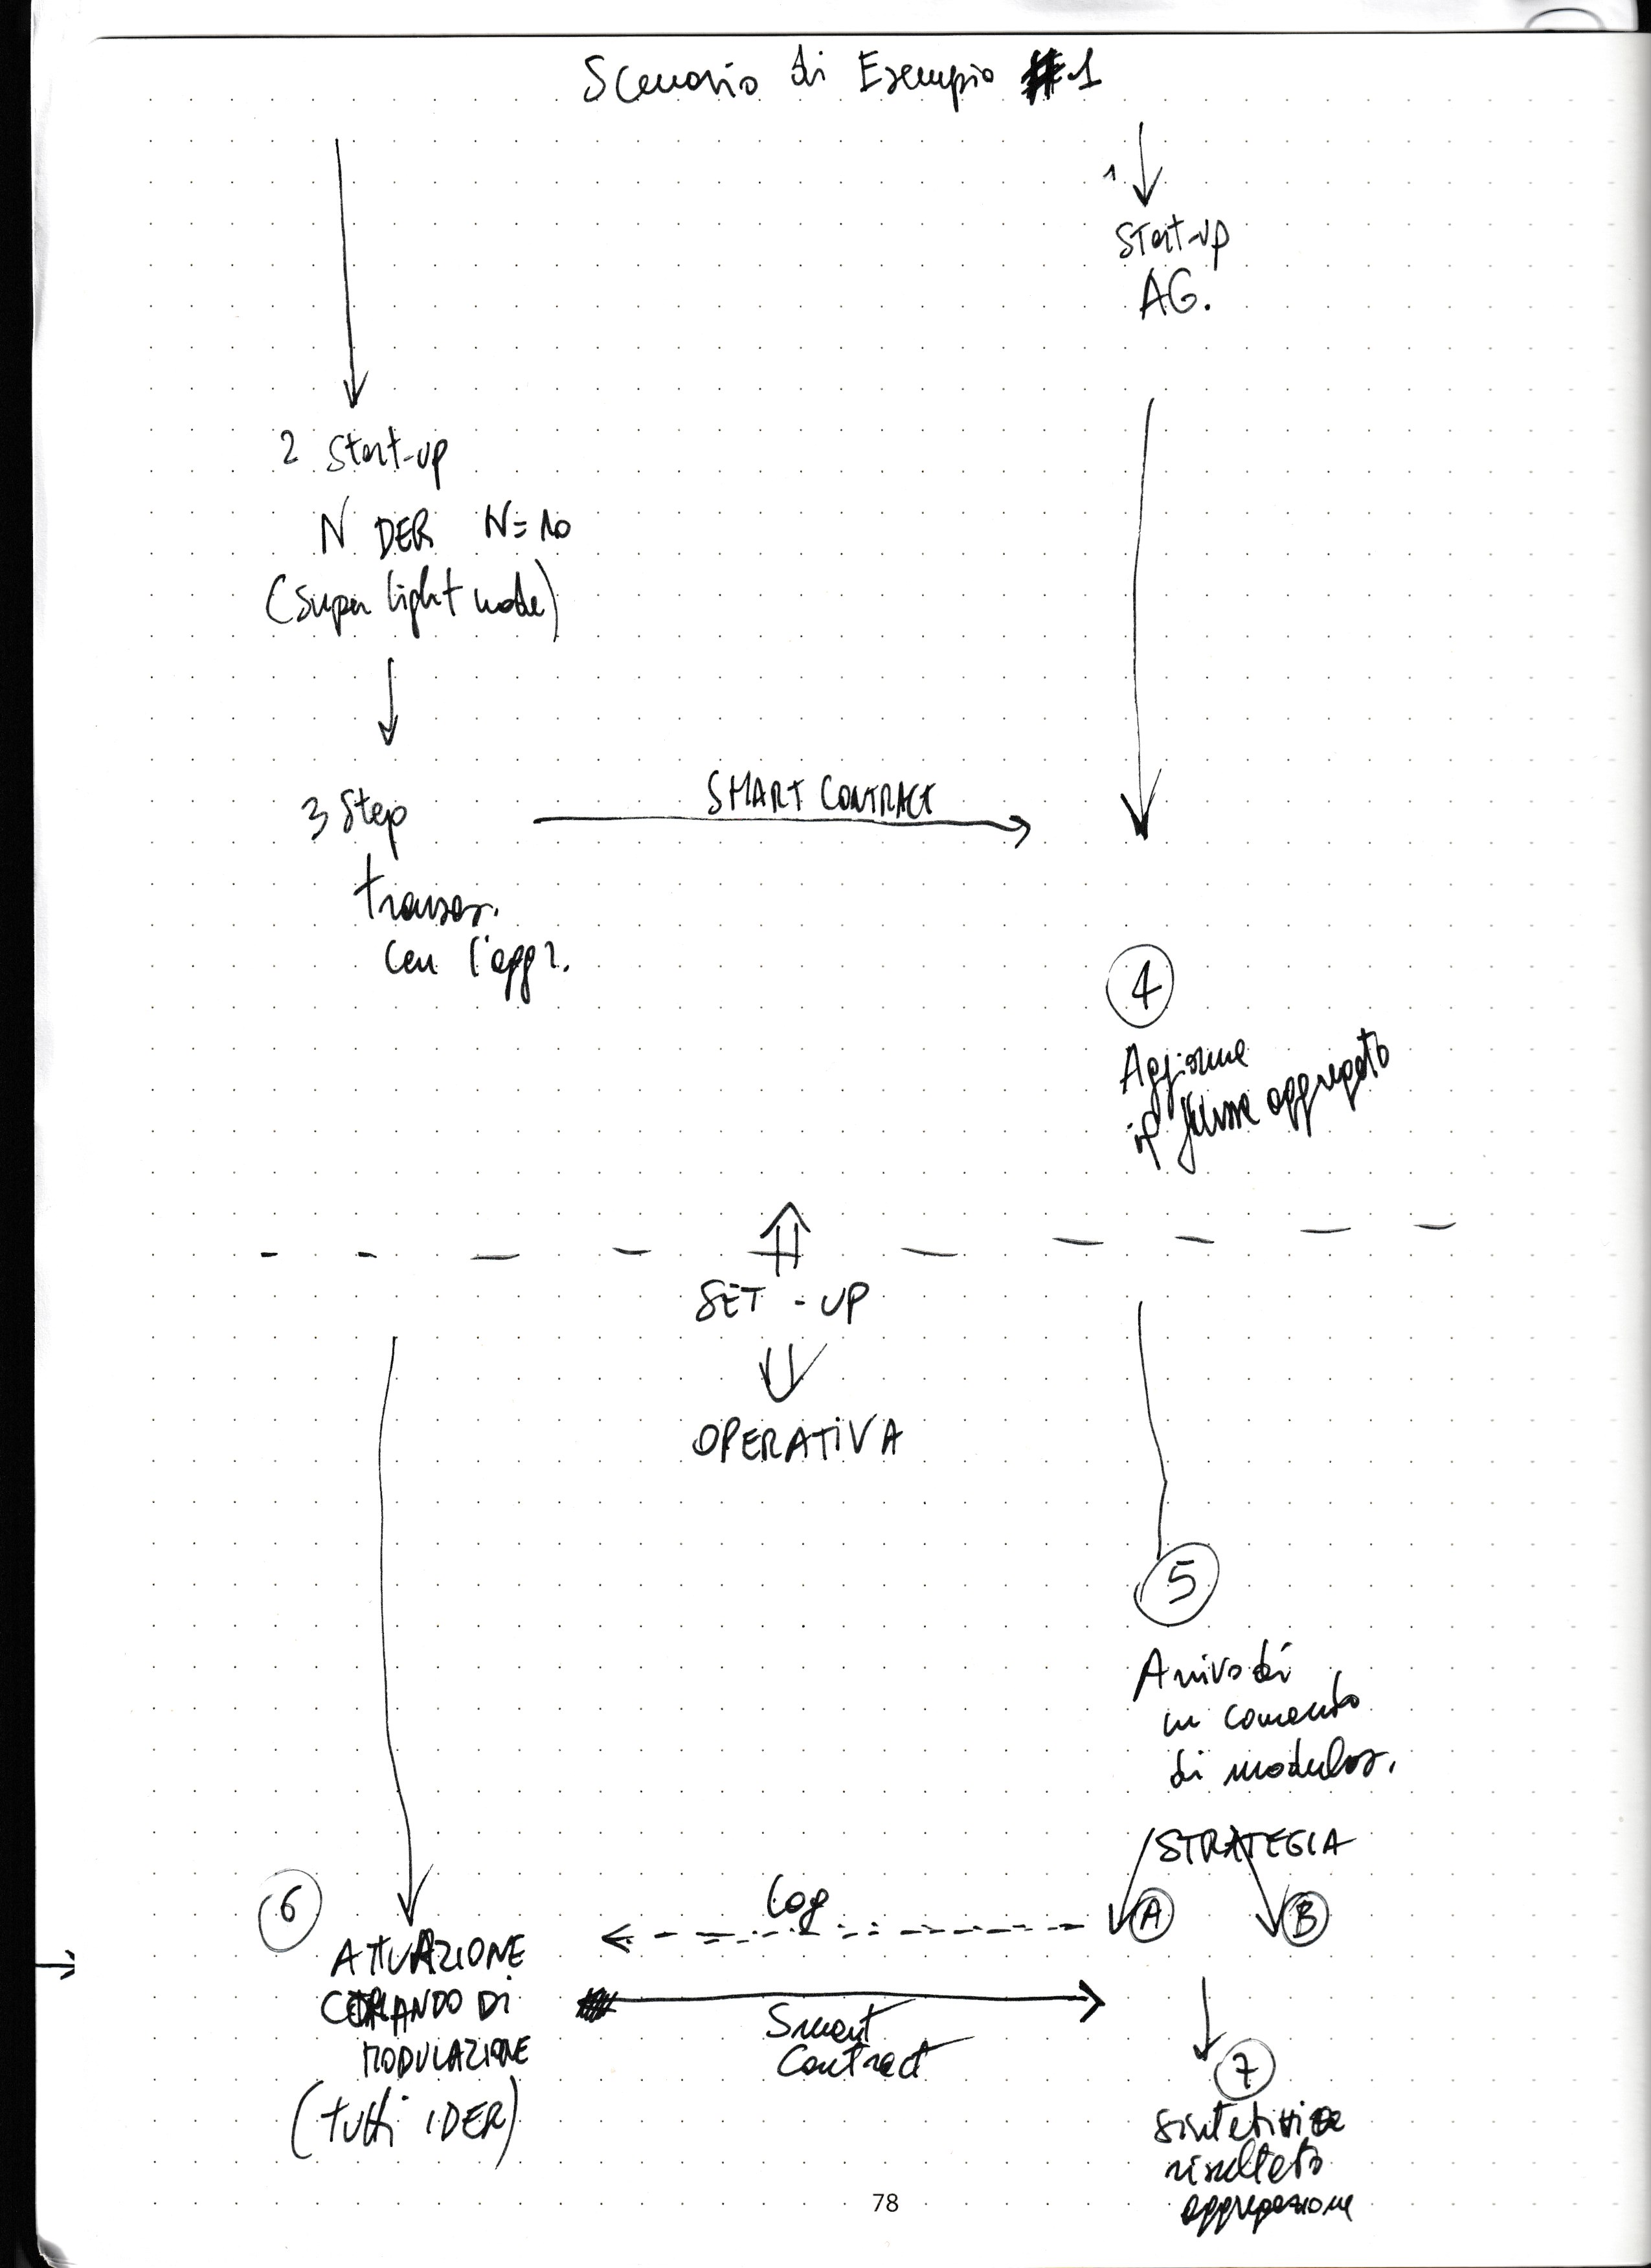 Scenario di Esempio #1
1.
Start-up
AG.
2 Start-up
N DER N=10
(super light node)
3 Step
SMART CONTRACT
transaz.
con l'aggr.
4
Aggiorna
il
aggregato
SET-UP
OPERATIVA
5
Arrivo di
un comando
di modulaz.
STRATEGIA
A B
6
Log
ATTUAZIONE
COMANDO DI
MODULAZIONE
(tutti i DER)
Smart
Contract
7
risultato
aggregazione
78